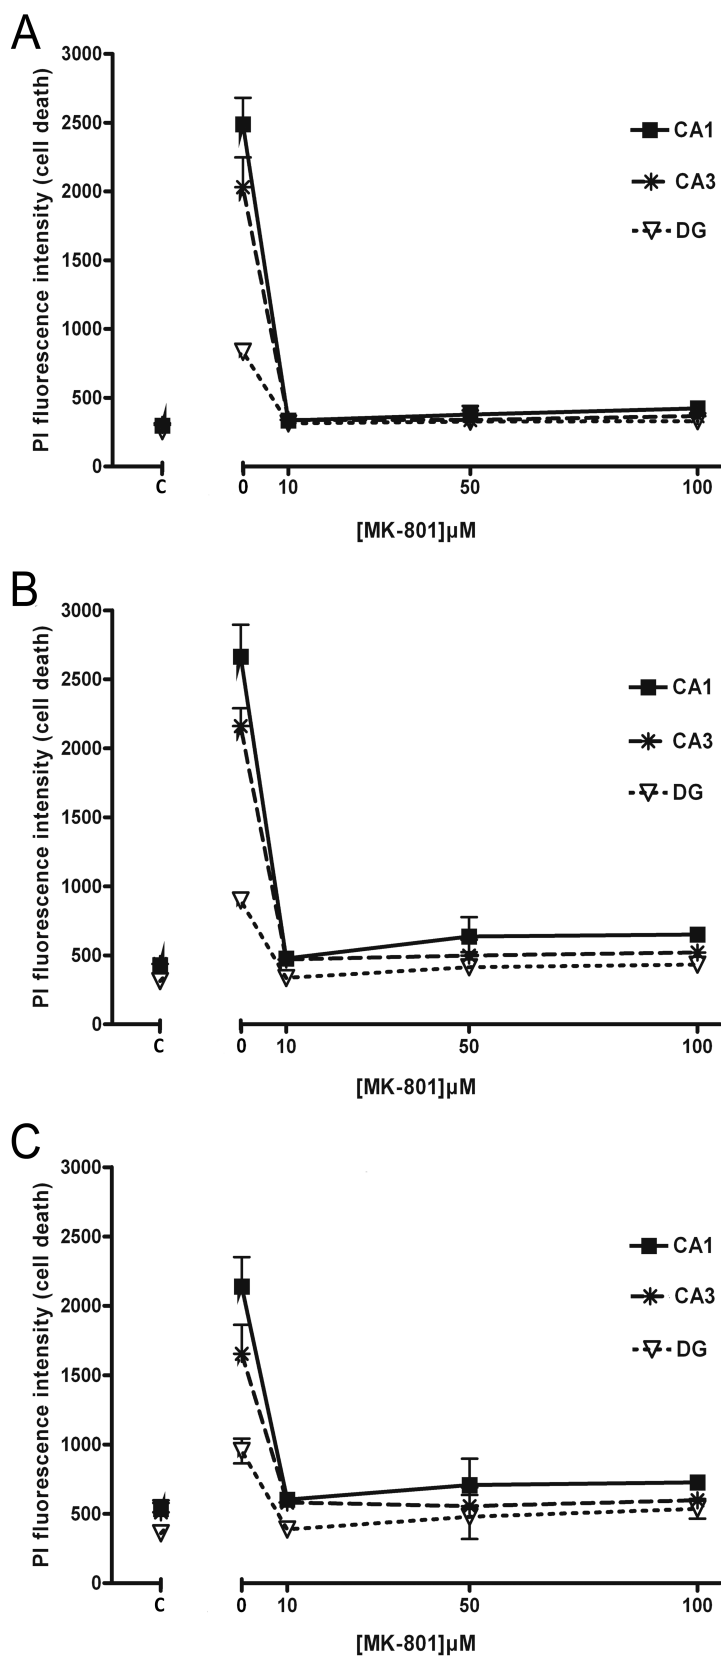 A
PI fluorescence intensity (cell death)
3000
2500
2000
1500
1000
500
0
CA1
CA3
DG
C 0 10 50 100
[MK-801]µM
B
PI fluorescence intensity (cell death)
3000
2500
2000
1500
1000
500
0
CA1
CA3
DG
C 0 10 50 100
[MK-801]µM
C
PI fluorescence intensity (cell death)
3000
2500
2000
1500
1000
500
0
CA1
CA3
DG
C 0 10 50 100
[MK-801]µM